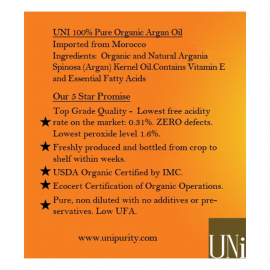 UNI 100% Pure Organic Argan Oil
Imported from Morocco
Ingredients: Organic and Natural Argania
Spinosa (Argan) Kernel Oil.Contains Vitamin E
and Essential Fatty Acids
Our 5 Star Promise
Top Grade Quality - Lowest free acidity
rate on the market: 0.31%. ZERO defects.
Lowest peroxide level 1.6%.
Freshly produced and bottled from crop to
shelf within weeks.
USDA Organic Certified by IMC.
Ecocert Certification of Organic Operations.
Pure, non diluted with no additives or pre-
servatives. Low UFA.
www.unipurity.com
UNi